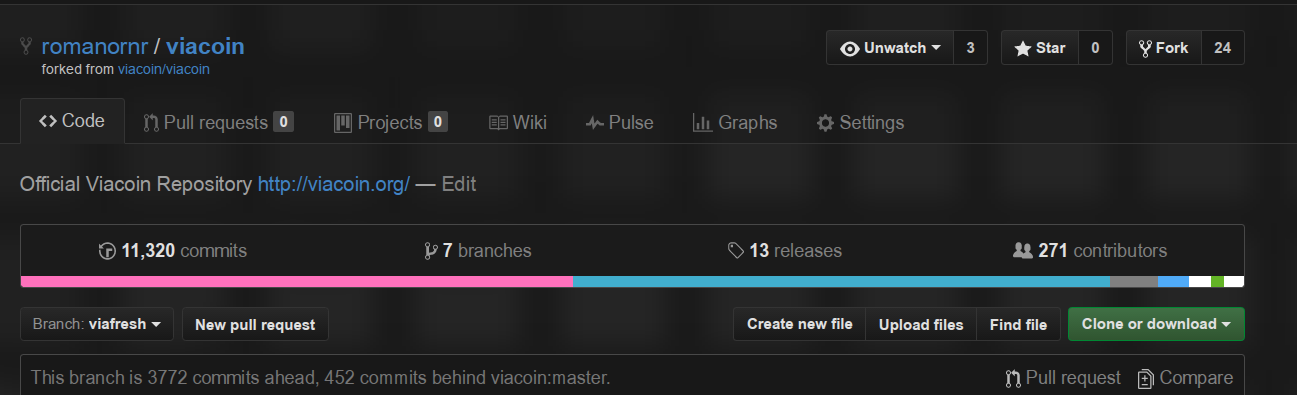 romanornr / viacoin
Unwatch 3 Star 0 Fork 24
forked from viacoin/viacoin
Code Pull requests 0 Projects 0 Wiki Pulse Graphs Settings
Official Viacoin Repository http://viacoin.org/ — Edit
11,320 commits 7 branches 13 releases 271 contributors
Branch: viafresh New pull request Create new file Upload files Find file Clone or download
This branch is 3772 commits ahead, 452 commits behind viacoin:master. Pull request Compare